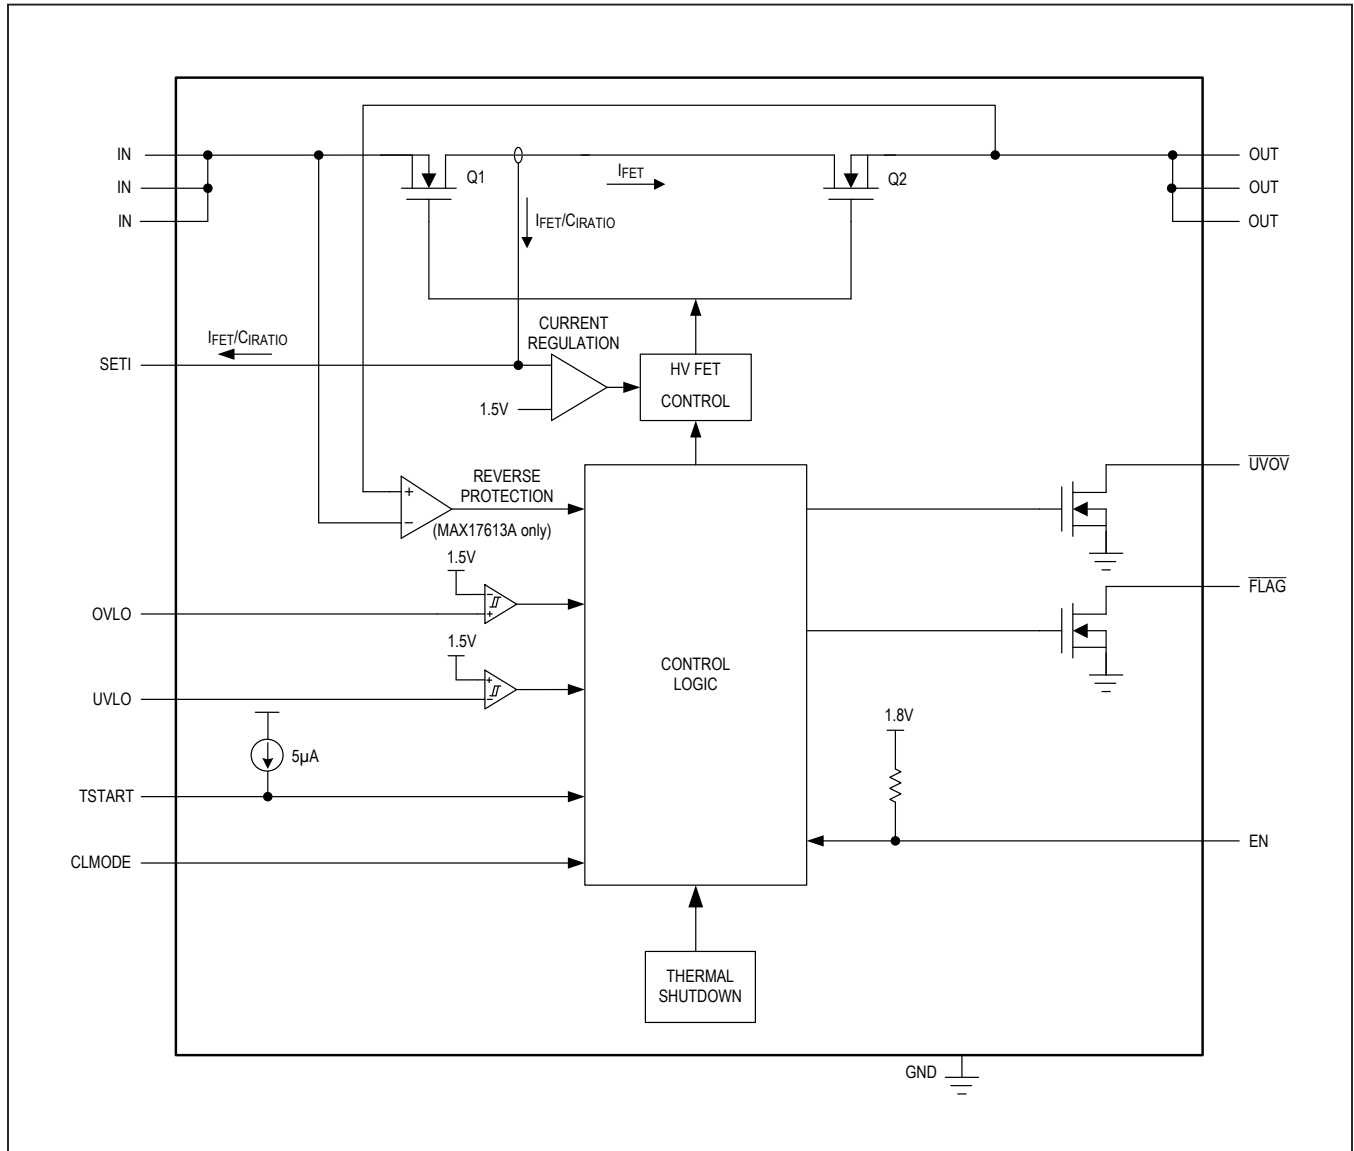 IN
IN
IN
Q1
IFET
Q2
OUT
OUT
OUT
IFET/CIRATIO
IFET/CIRATIO
SETI
CURRENT
REGULATION
1.5V
HV FET
CONTROL
+
−
REVERSE
PROTECTION
(MAX17613A only)
UVOV
1.5V
−
+
OVLO
FLAG
1.5V
+
−
UVLO
CONTROL
LOGIC
5µA
1.8V
TSTART
EN
CLMODE
THERMAL
SHUTDOWN
GND